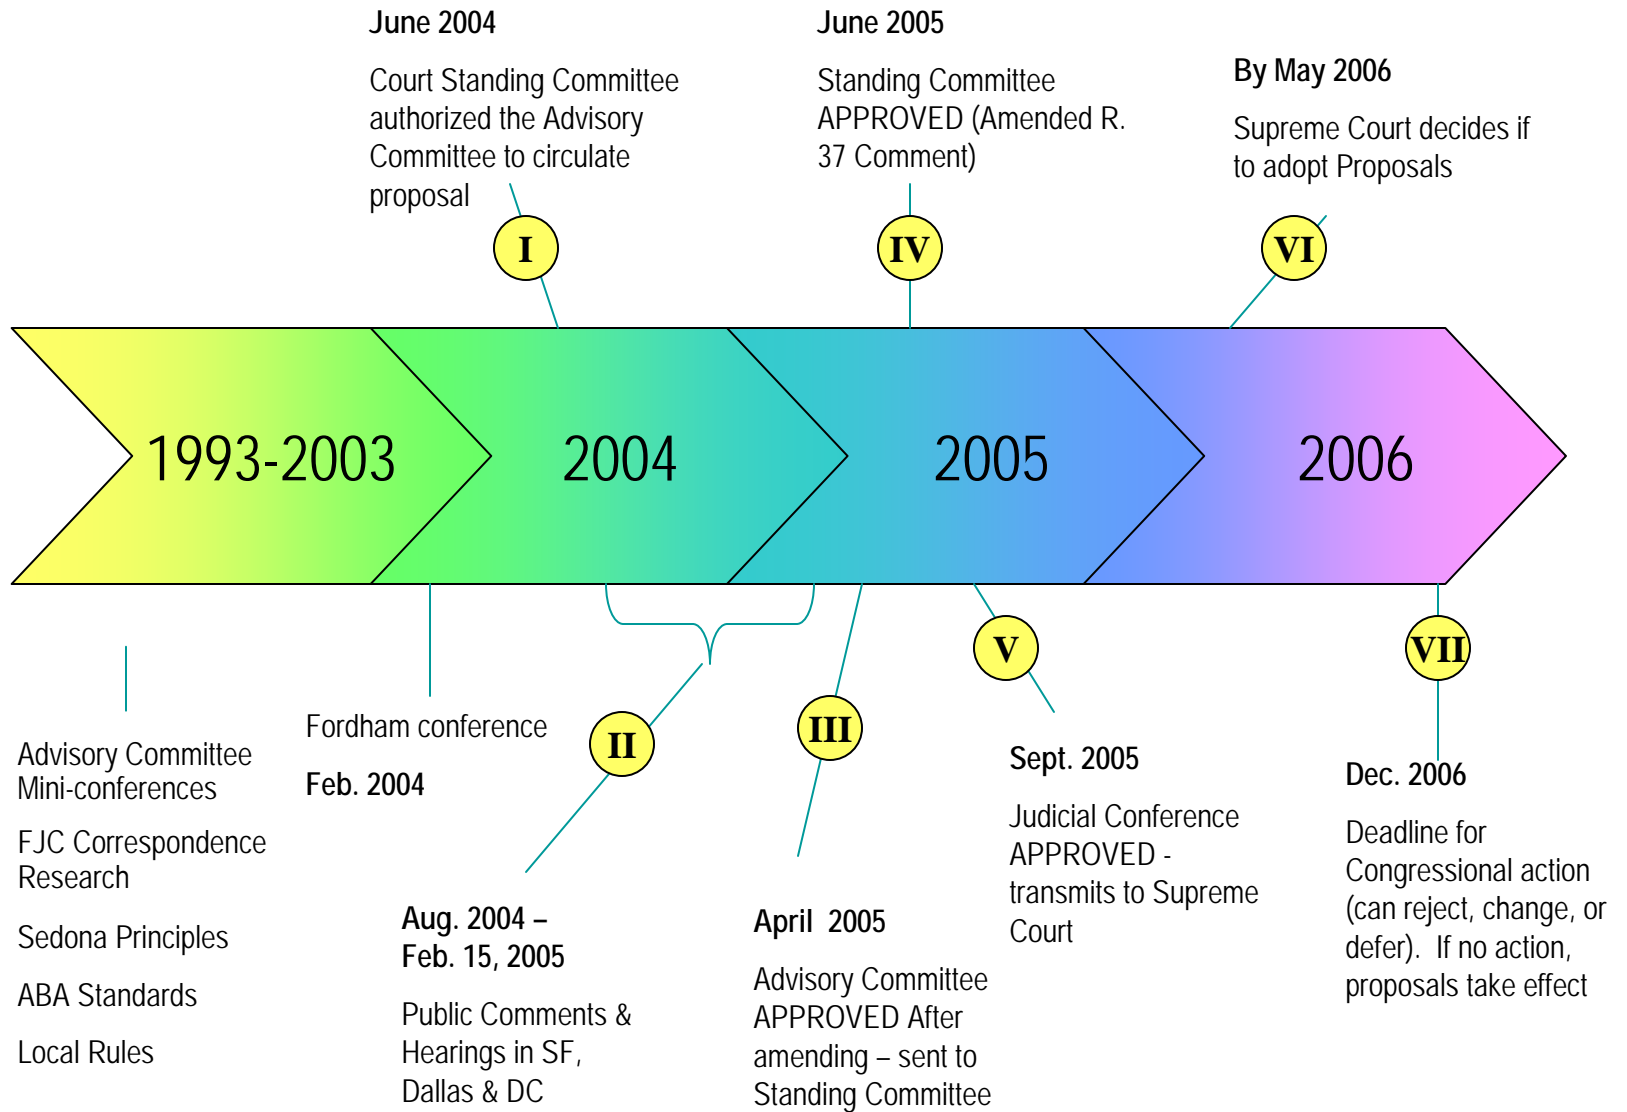 June 2004
Court Standing Committee
authorized the Advisory
Committee to circulate
proposal
June 2005
Standing Committee
APPROVED (Amended R.
37 Comment)
By May 2006
Supreme Court decides if
to adopt Proposals
I
IV
VI
1993-2003
2004
2005
2006
II
III
V
VII
Advisory Committee
Mini-conferences
FJC Correspondence
Research
Sedona Principles
ABA Standards
Local Rules
Fordham conference
Feb. 2004
Aug. 2004 –
Feb. 15, 2005
Public Comments &
Hearings in SF,
Dallas & DC
April 2005
Advisory Committee
APPROVED After
amending – sent to
Standing Committee
Sept. 2005
Judicial Conference
APPROVED -
transmits to Supreme
Court
Dec. 2006
Deadline for
Congressional action
(can reject, change, or
defer). If no action,
proposals take effect